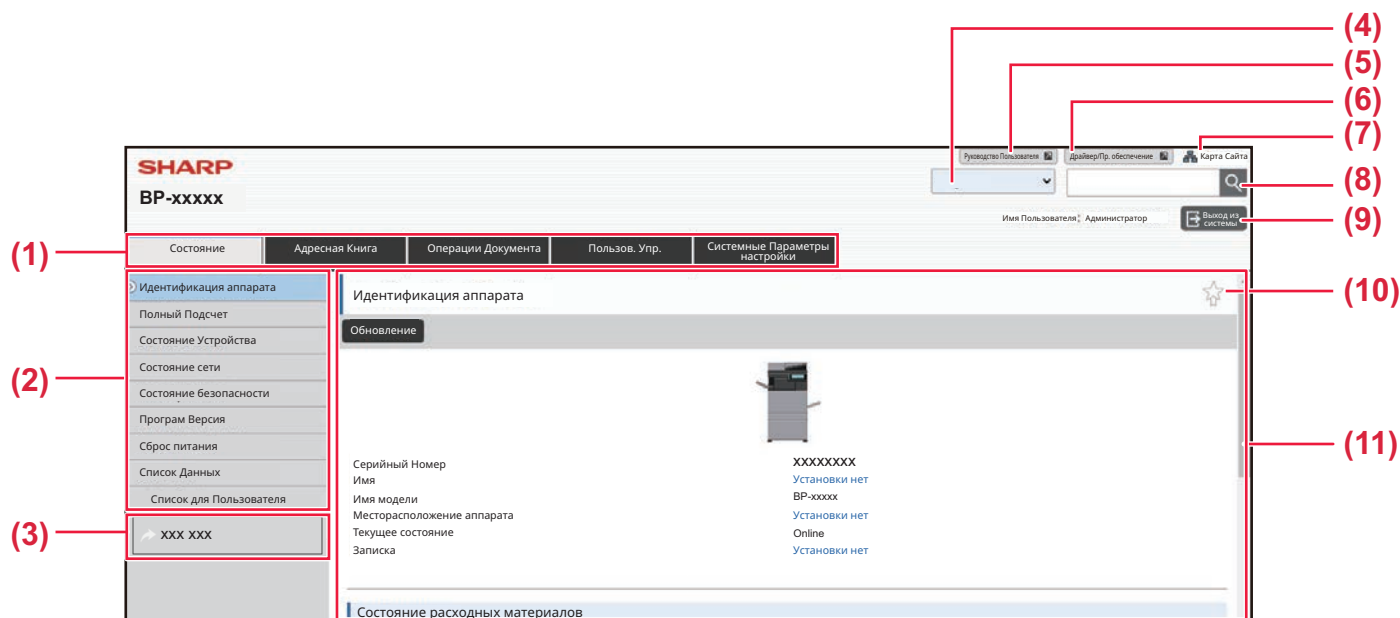 (4)
(5)
(6)
(7)
SHARP
Руководство Пользователя
Драйвер/Пр. обеспечение
Карта Сайта
BP-xxxxx
(8)
Имя Пользователя: Администратор
Выход из системы
(9)
(1)
Состояние
Адресная Книга
Операции Документа
Пользов. Упр.
Системные Параметры настройки
(2)
Идентификация аппарата
Полный Подсчет
Состояние Устройства
Состояние сети
Состояние безопасности
Програм Версия
Сброс питания
Список Данных
Список для Пользователя
(3)
XXX XXX
Идентификация аппарата
(10)
Обновление
(11)
Серийный Номер XXXXXXXX
Имя Установки нет
Имя модели BP-xxxxx
Месторасположение аппарата Установки нет
Текущее состояние Online
Записка Установки нет
Состояние расходных материалов